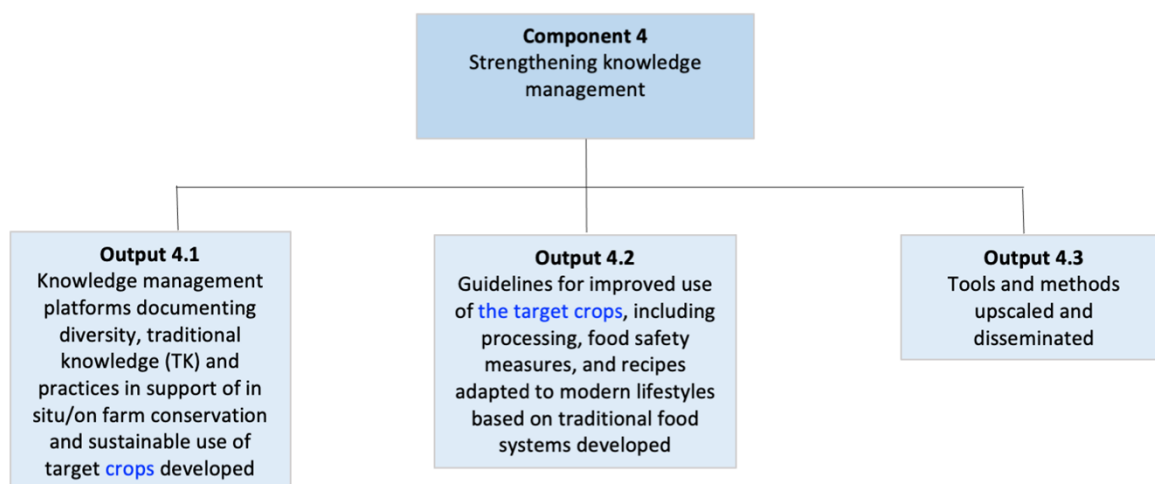 Component 4
Strengthening knowledge
management
Output 4.1
Knowledge management
platforms documenting
diversity, traditional
knowledge (TK) and
practices in support of in
situ/on farm conservation
and sustainable use of
target crops developed
Output 4.2
Guidelines for improved use
of the target crops, including
processing, food safety
measures, and recipes
adapted to modern lifestyles
based on traditional food
systems developed
Output 4.3
Tools and methods
upscaled and
disseminated